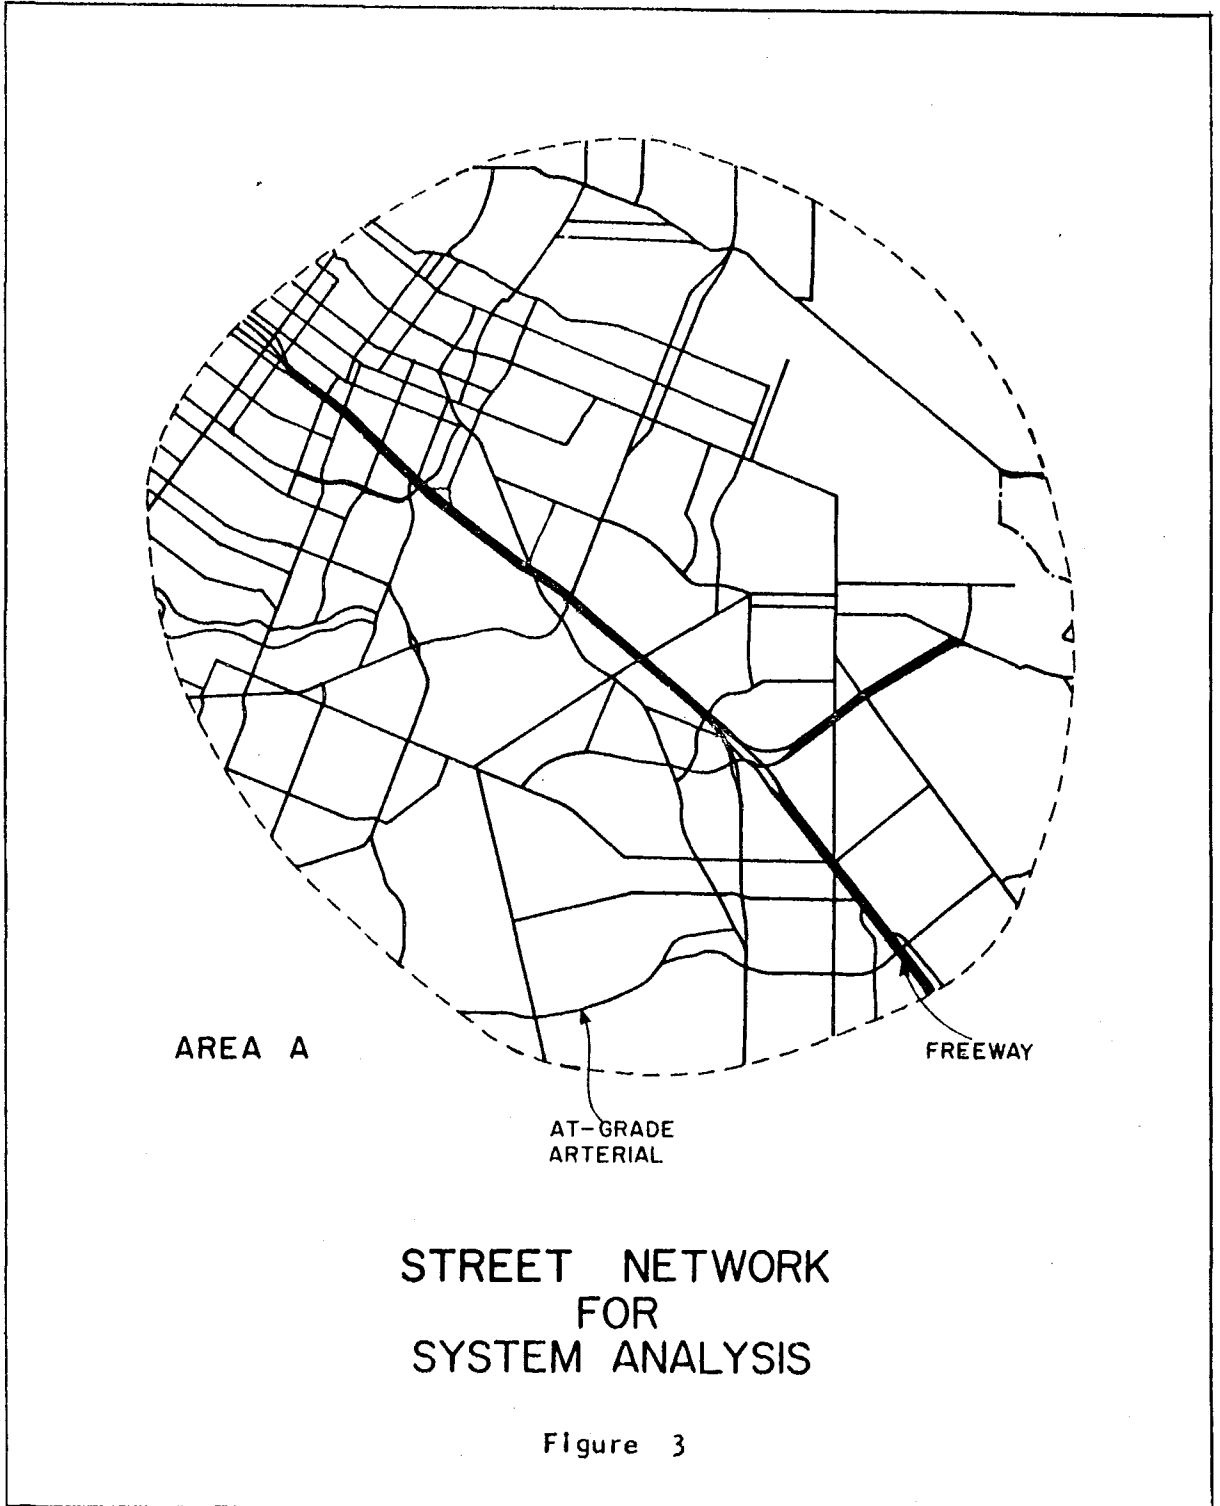 AREA A
FREEWAY
AT-GRADE
ARTERIAL
STREET NETWORK
FOR
SYSTEM ANALYSIS
Figure 3